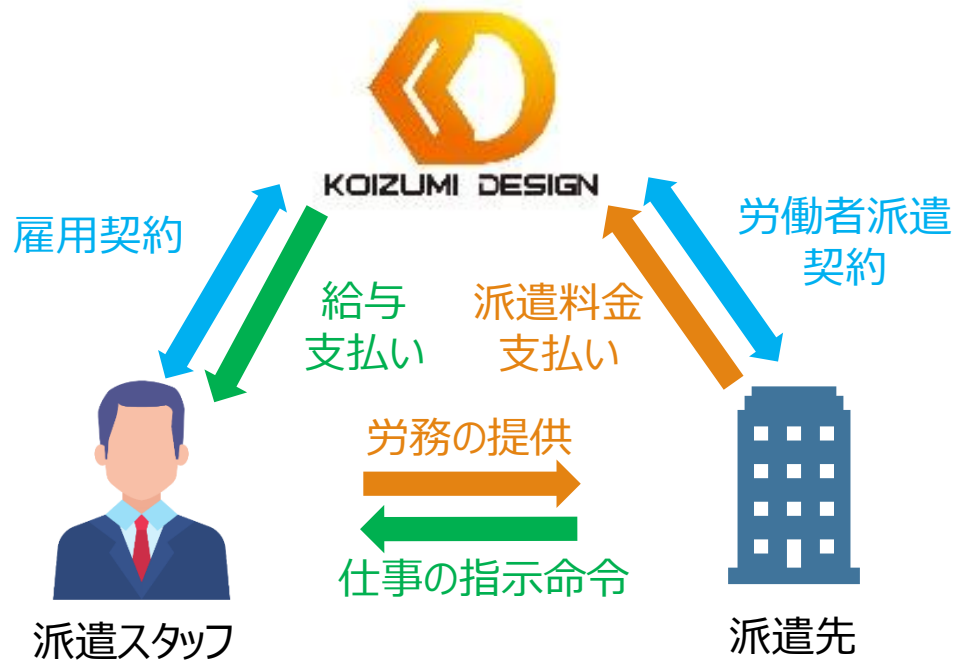 KOIZUMI DESIGN
雇用契約
労働者派遣
契約
給与
支払い
派遣料金
支払い
労務の提供
仕事の指示命令
派遣スタッフ
派遣先